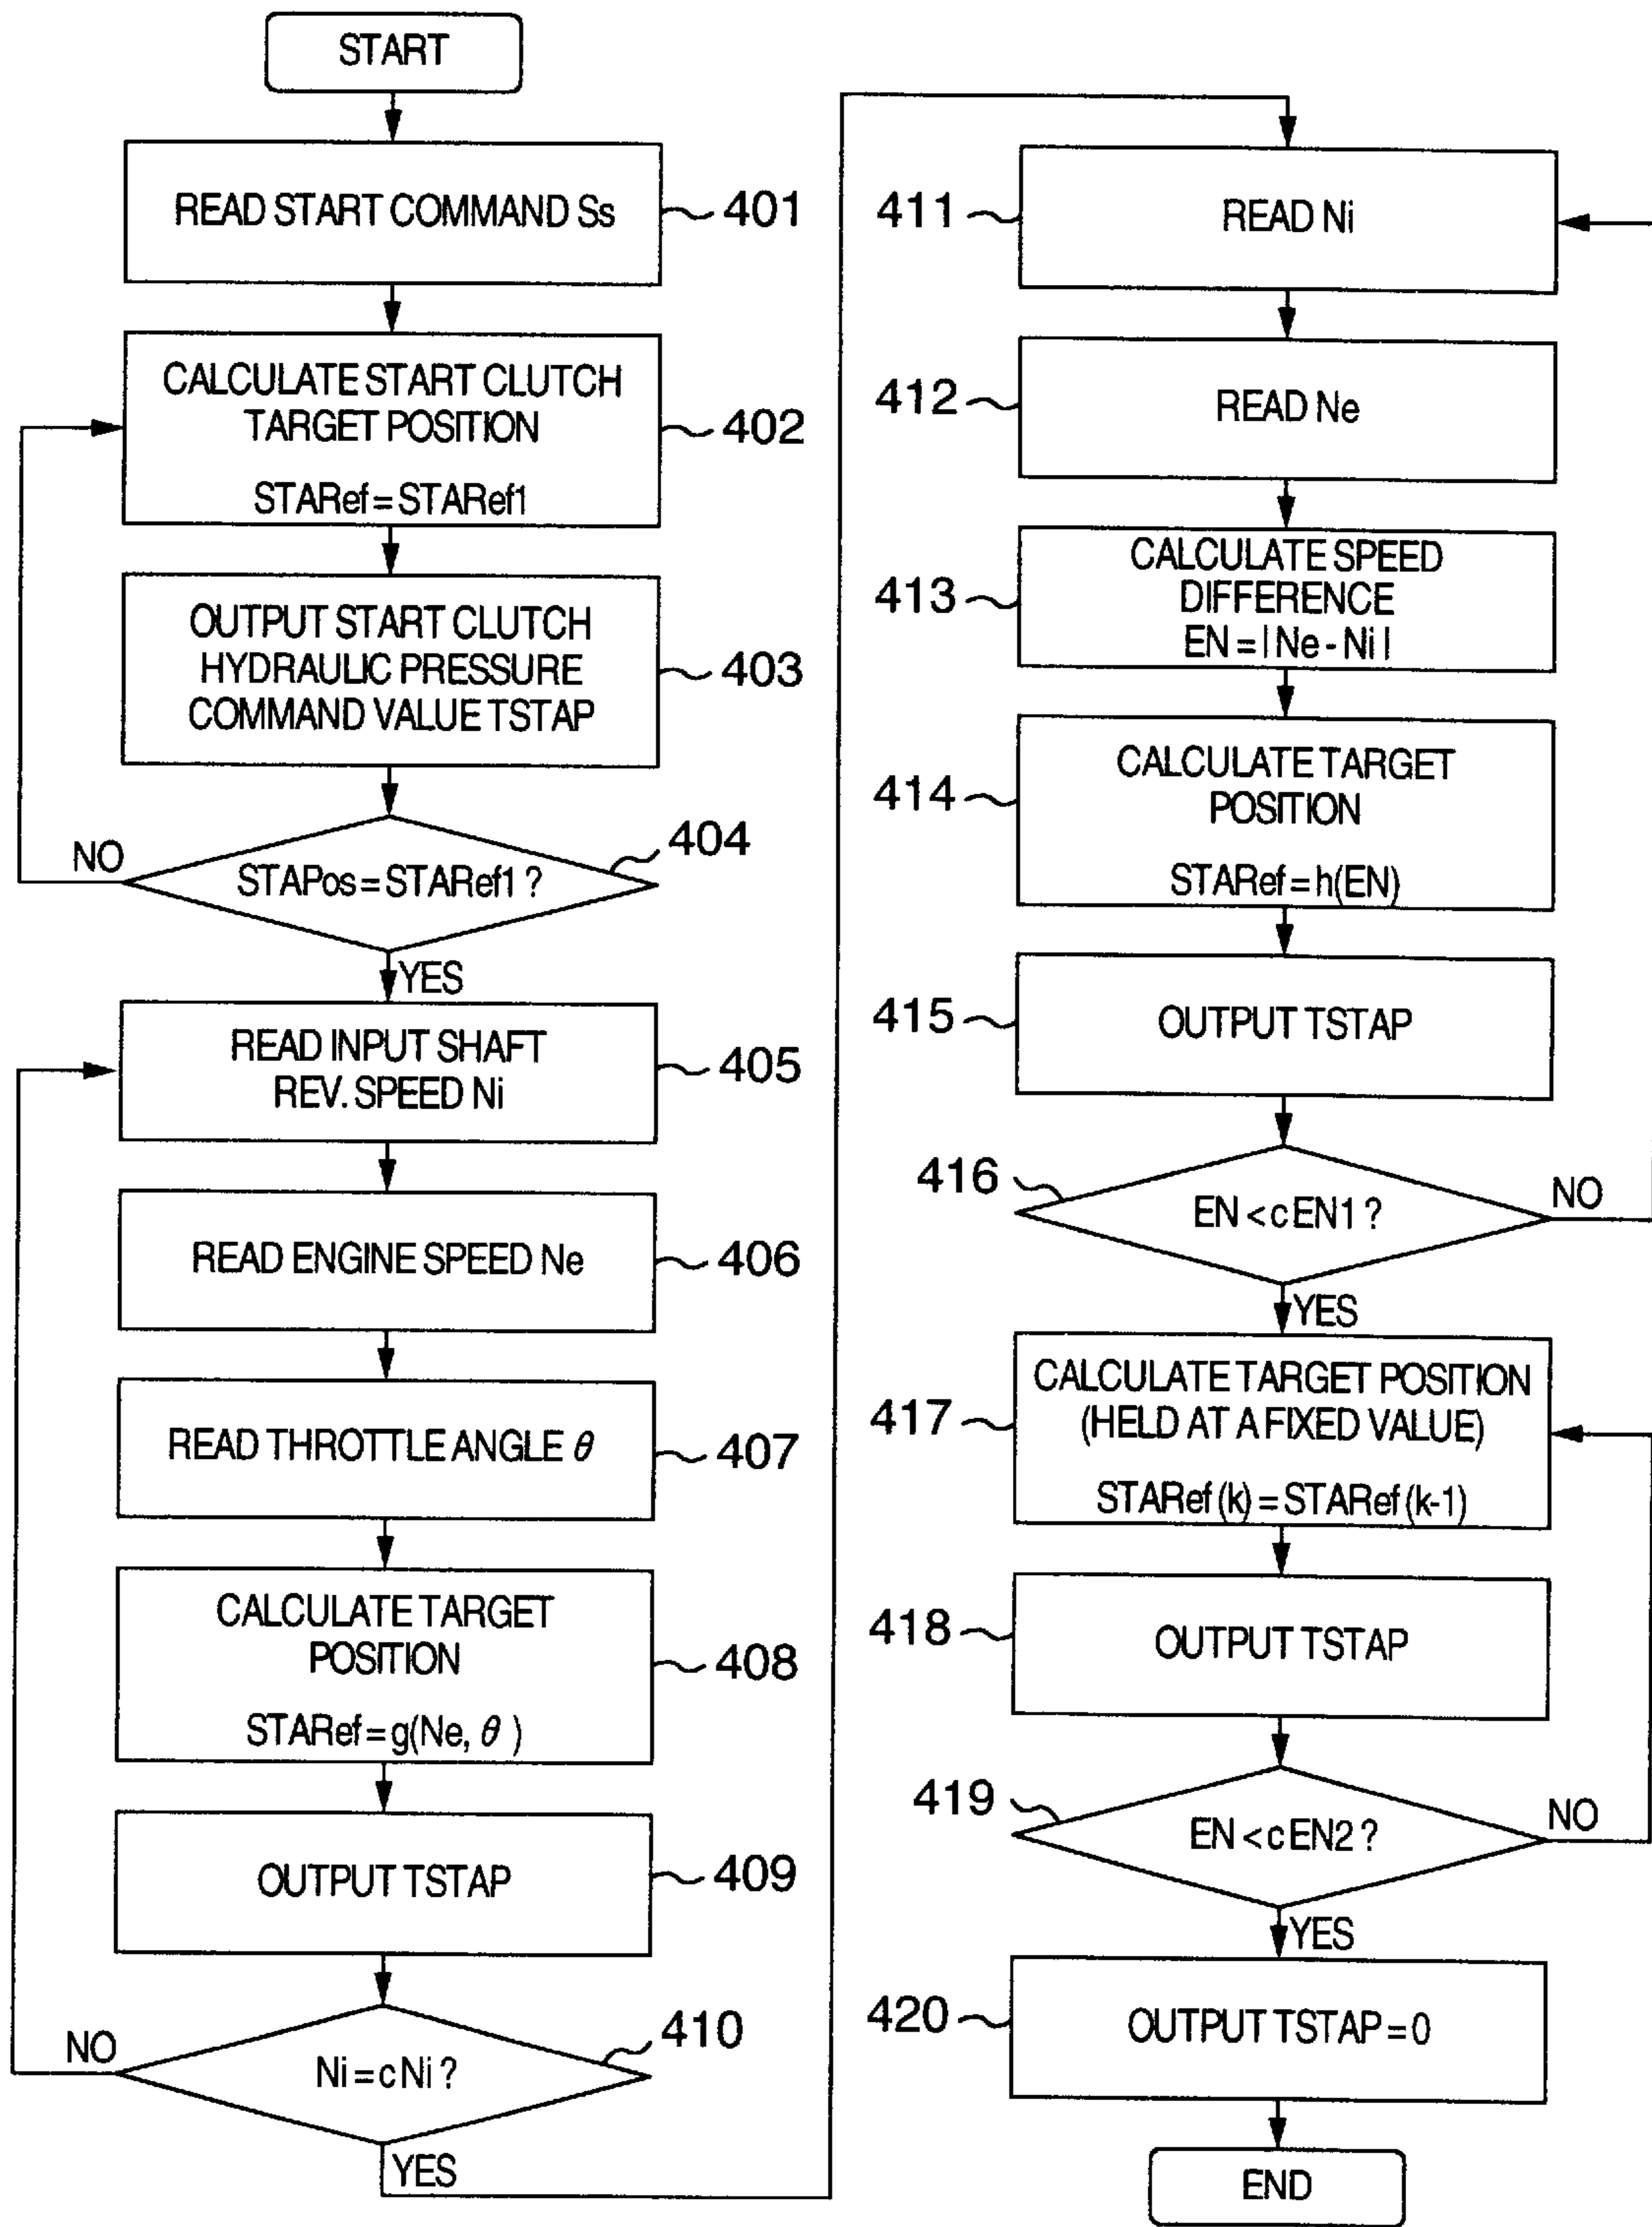 START
READ START COMMAND Ss
401
CALCULATE START CLUTCH
TARGET POSITION
STARef = STARef1
402
OUTPUT START CLUTCH
HYDRAULIC PRESSURE
COMMAND VALUE TSTAP
403
STAPos = STARef1 ?
404
NO
YES
READ INPUT SHAFT
REV. SPEED Ni
405
READ ENGINE SPEED Ne
406
READ THROTTLE ANGLE θ
407
CALCULATE TARGET
POSITION
STARef = g(Ne, θ )
408
OUTPUT TSTAP
409
Ni = cNi ?
410
NO
YES
411
READ Ni
412
READ Ne
413
CALCULATE SPEED
DIFFERENCE
EN = | Ne - Ni |
414
CALCULATE TARGET
POSITION
STARef = h(EN)
415
OUTPUT TSTAP
416
EN < cEN1 ?
NO
YES
417
CALCULATE TARGET POSITION
(HELD AT A FIXED VALUE)
STARef (k) = STARef (k-1)
418
OUTPUT TSTAP
419
EN < cEN2 ?
NO
YES
420
OUTPUT TSTAP = 0
END